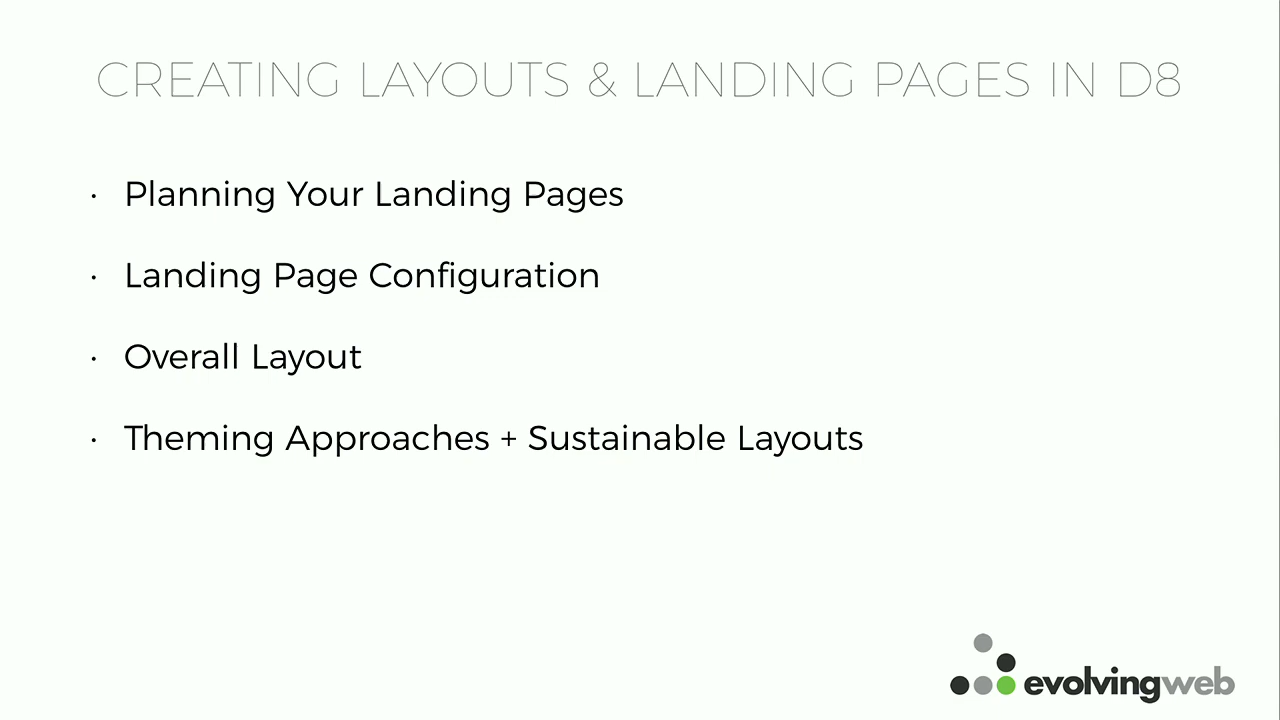 CREATING LAYOUTS & LANDING PAGES IN D8
· Planning Your Landing Pages
· Landing Page Configuration
· Overall Layout
· Theming Approaches + Sustainable Layouts
evolvingweb